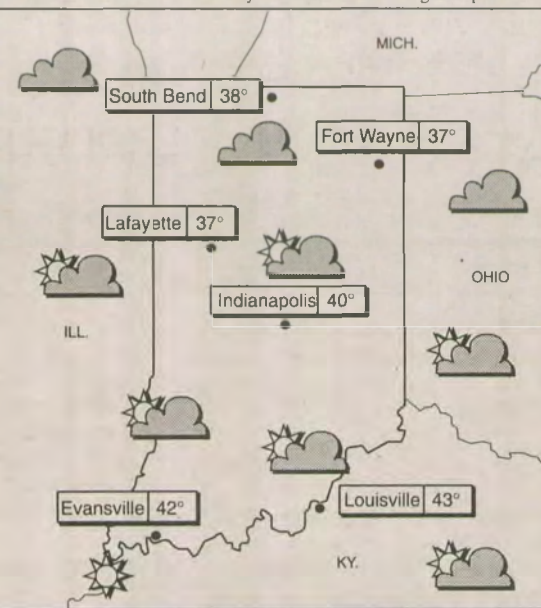 MICH.
South Bend 38°
Fort Wayne 37°
Lafayette 37°
OHIO
Indianapolis 40°
ILL.
Evansville 42°
Louisville 43°
KY.